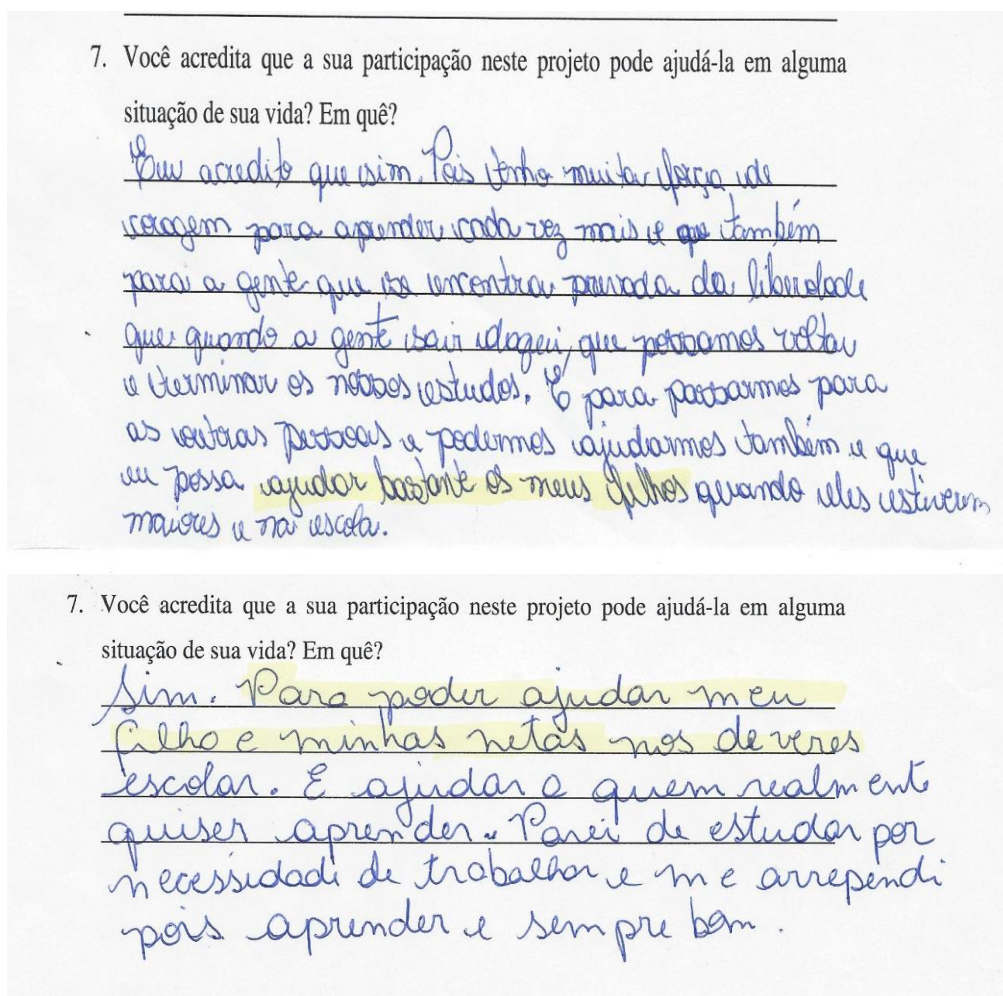 7. Você acredita que a sua participação neste projeto pode ajudá-la em alguma
situação de sua vida? Em quê?
Eu acredito que sim. Pois tenho muita força de
coragem para aprender cada vez mais e que também
para a gente que se encontra privada da liberdade
que quando a gente sair daqui, que possamos voltar
e terminar os nossos estudos. E para passarmos para
as outras pessoas e podermos ajudarmos também e que
eu possa ajudar bastante os meus filhos quando eles estiverem
maiores e na escola.
7. Você acredita que a sua participação neste projeto pode ajudá-la em alguma
situação de sua vida? Em quê?
Sim. Para poder ajudar meu
filho e minhas netas nos deveres
escolar. E ajudar a quem realmente
quiser aprender. Parei de estudar por
necessidade de trabalhar e me arrependi
pois aprender e sempre bom.